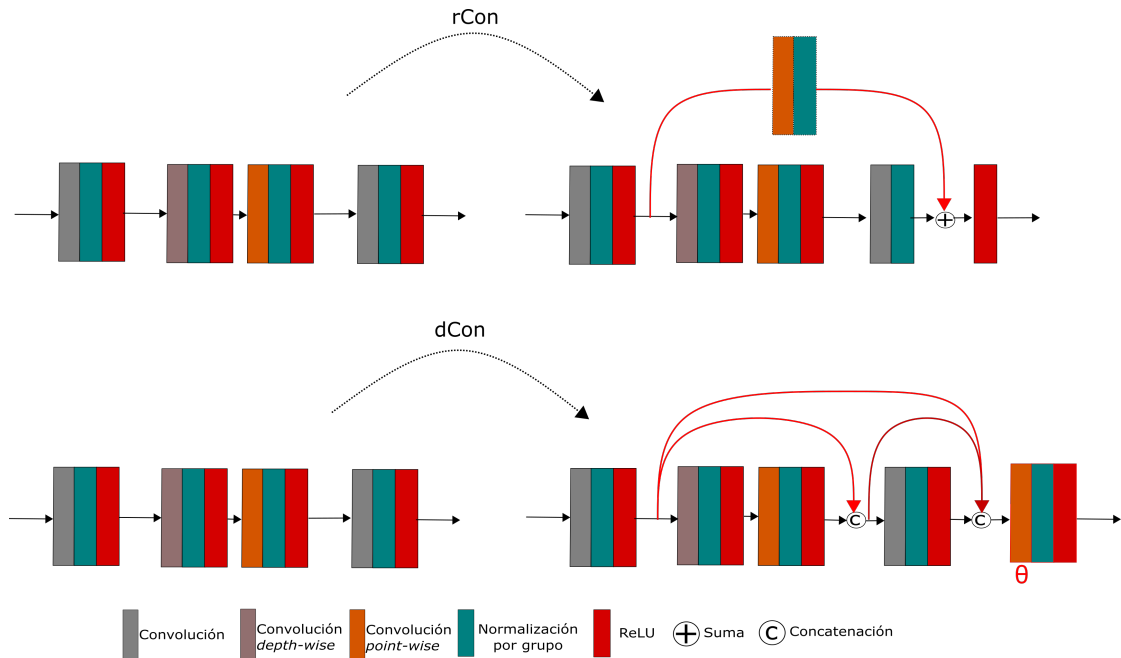 rCon
dCon
C
C
θ
Convolución
Convolución
depth-wise
Convolución
point-wise
Normalización
por grupo
ReLU
Suma
C
Concatenación